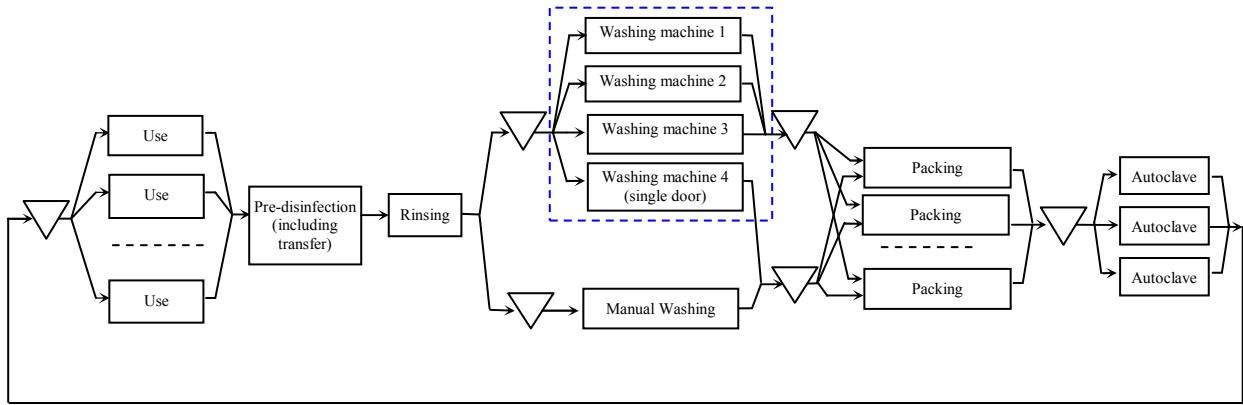 Use
Use
Use
Pre-disinfection
(including
transfer)
Rinsing
Washing machine 1
Washing machine 2
Washing machine 3
Washing machine 4
(single door)
Manual Washing
Packing
Packing
Packing
Autoclave
Autoclave
Autoclave